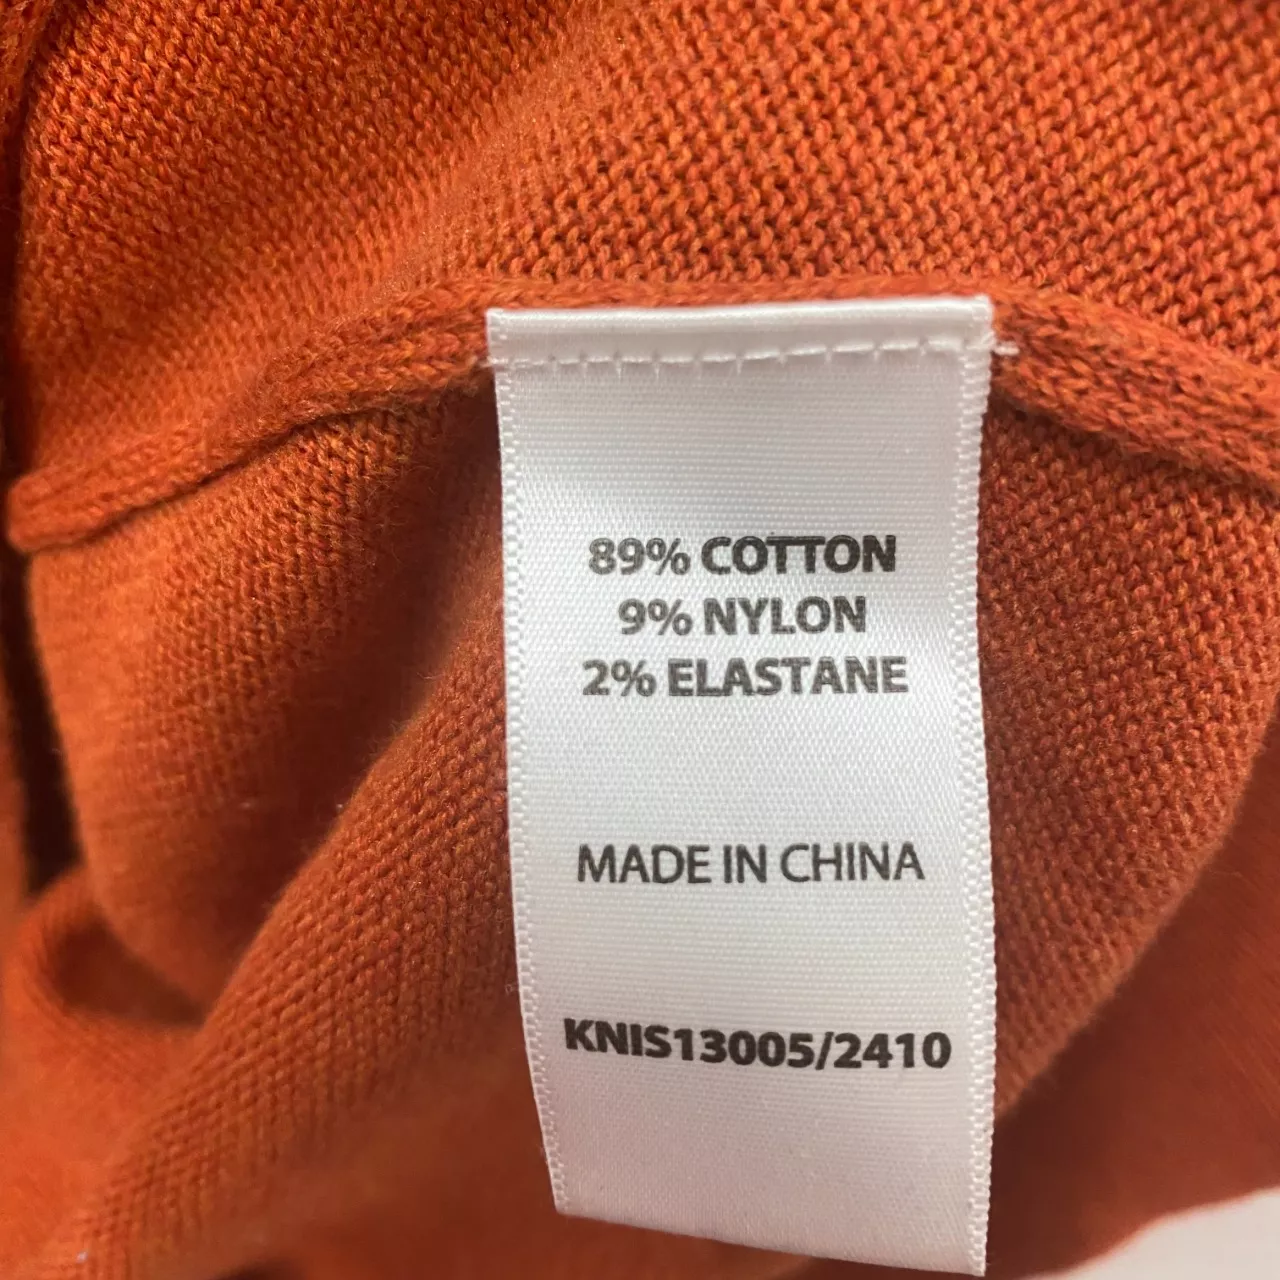 89% COTTON
9% NYLON
2% ELASTANE
MADE IN CHINA
KNIS13005/2410